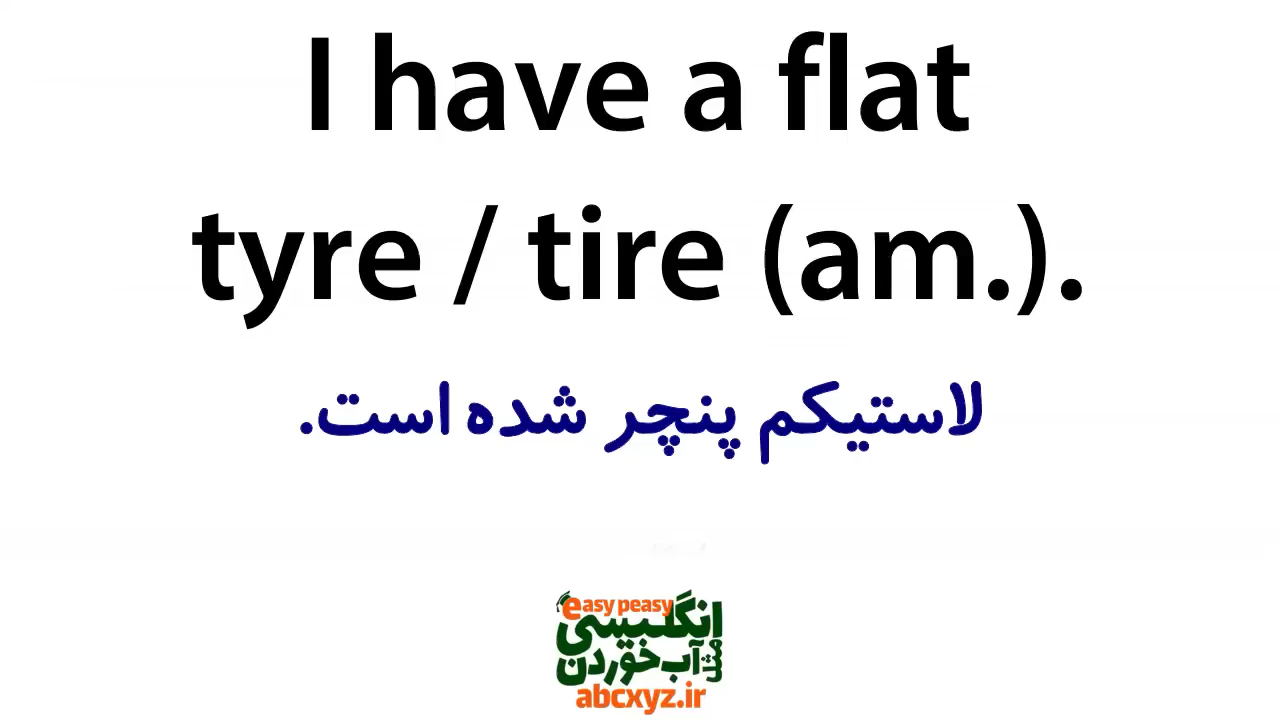 I have a flat
tyre / tire (am.).
لاستیکم پنچر شده است.
easy peasy
انگلیسی
مثل آب خوردن
abcxyz.ir